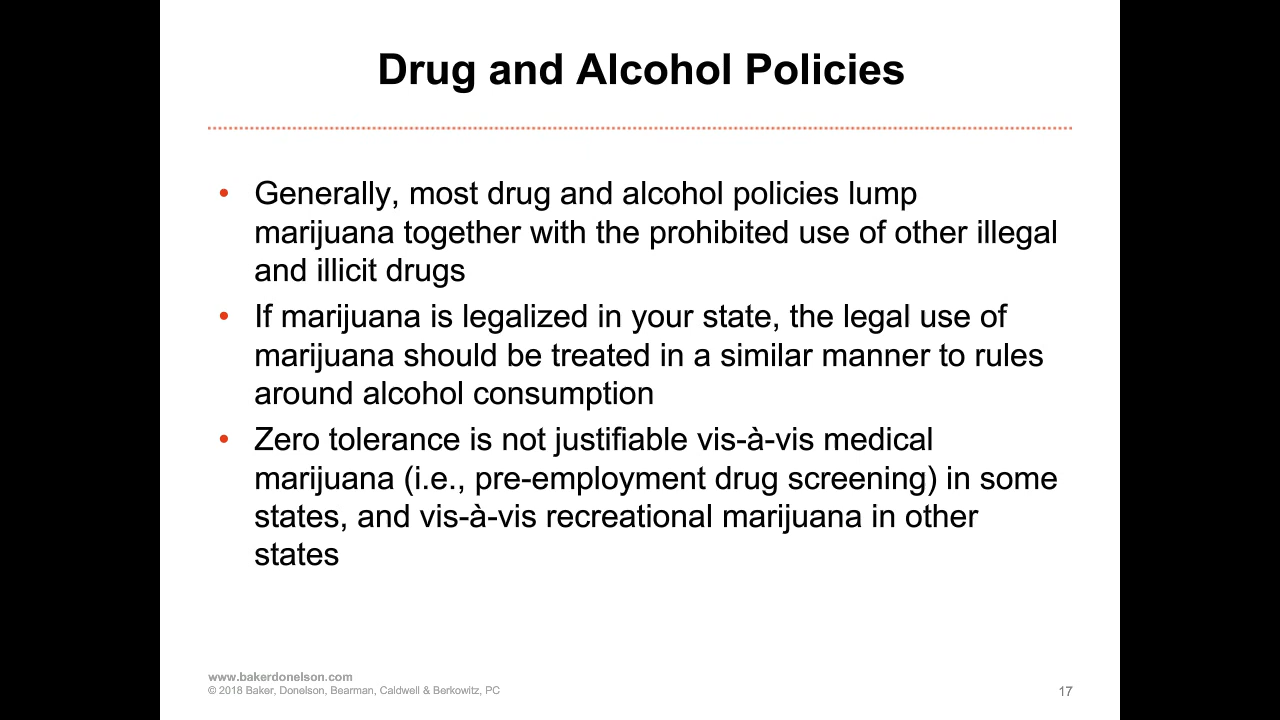 Drug and Alcohol Policies
• Generally, most drug and alcohol policies lump
marijuana together with the prohibited use of other illegal
and illicit drugs
• If marijuana is legalized in your state, the legal use of
marijuana should be treated in a similar manner to rules
around alcohol consumption
• Zero tolerance is not justifiable vis-à-vis medical
marijuana (i.e., pre-employment drug screening) in some
states, and vis-à-vis recreational marijuana in other
states
www.bakerdonelson.com
© 2018 Baker, Donelson, Bearman, Caldwell & Berkowitz, PC
17